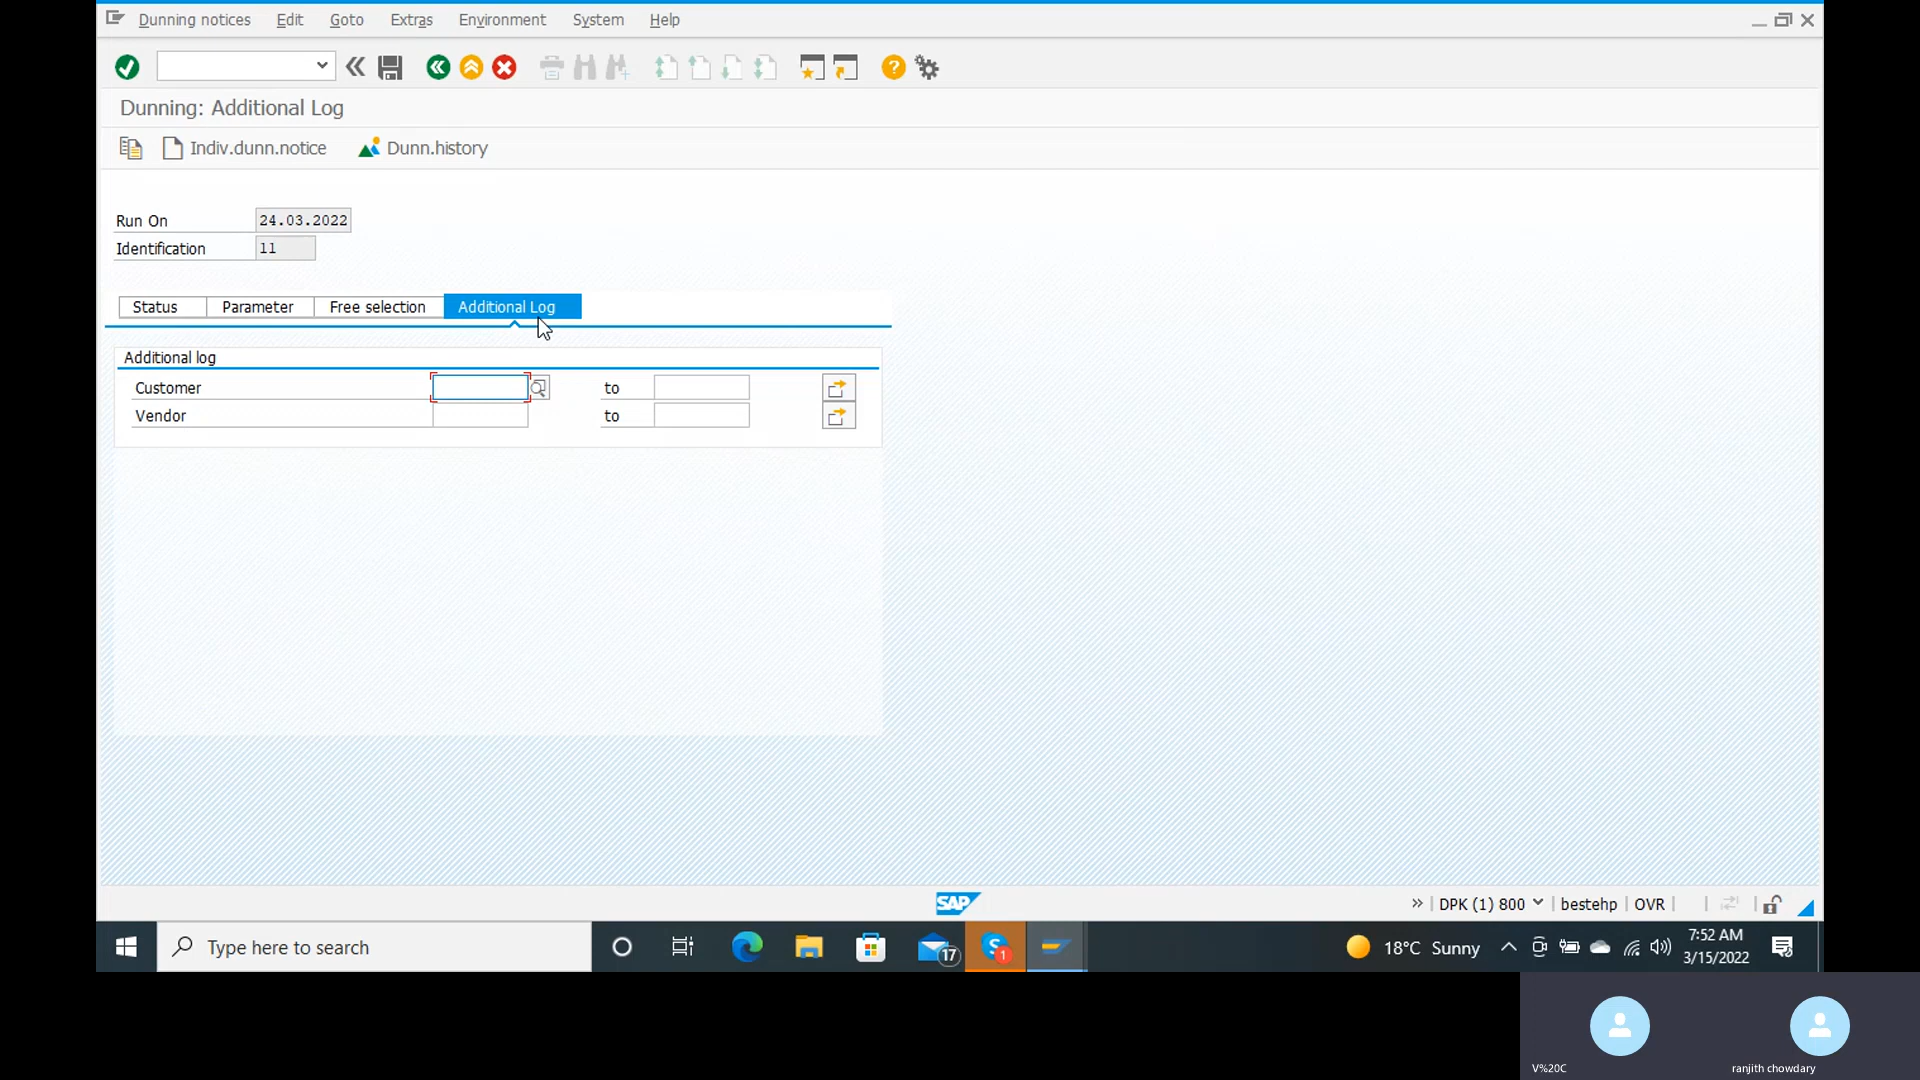 Dunning notices Edit Goto Extras Environment System Help
Dunning: Additional Log
Indiv.dunn.notice Dunn.history
Run On 24.03.2022
Identification 11
Status Parameter Free selection Additional Log
Additional log
Customer to
Vendor to
SAP DPK (1) 800 bestehp OVR
Type here to search 17 S 1 18°C Sunny 7:52 AM
3/15/2022
V%20C ranjith chowdary